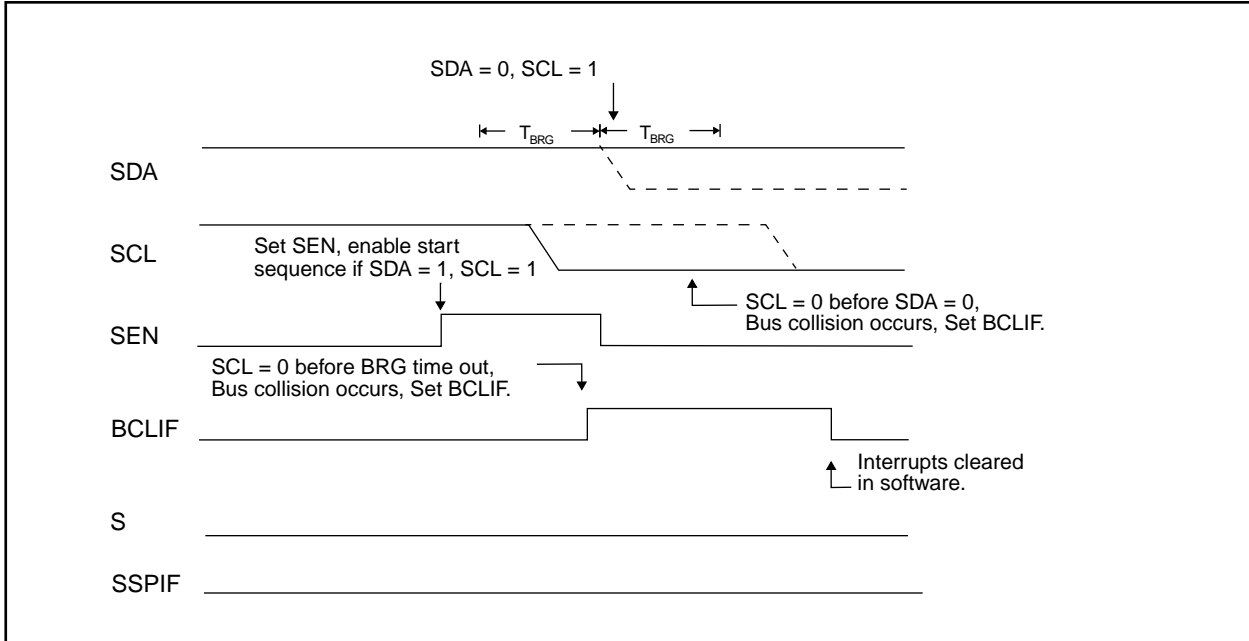 SDA = 0, SCL = 1
TBRG TBRG
SDA
SCL
Set SEN, enable start
sequence if SDA = 1, SCL = 1
SCL = 0 before SDA = 0,
Bus collision occurs, Set BCLIF.
SEN
SCL = 0 before BRG time out,
Bus collision occurs, Set BCLIF.
BCLIF
Interrupts cleared
in software.
S
SSPIF